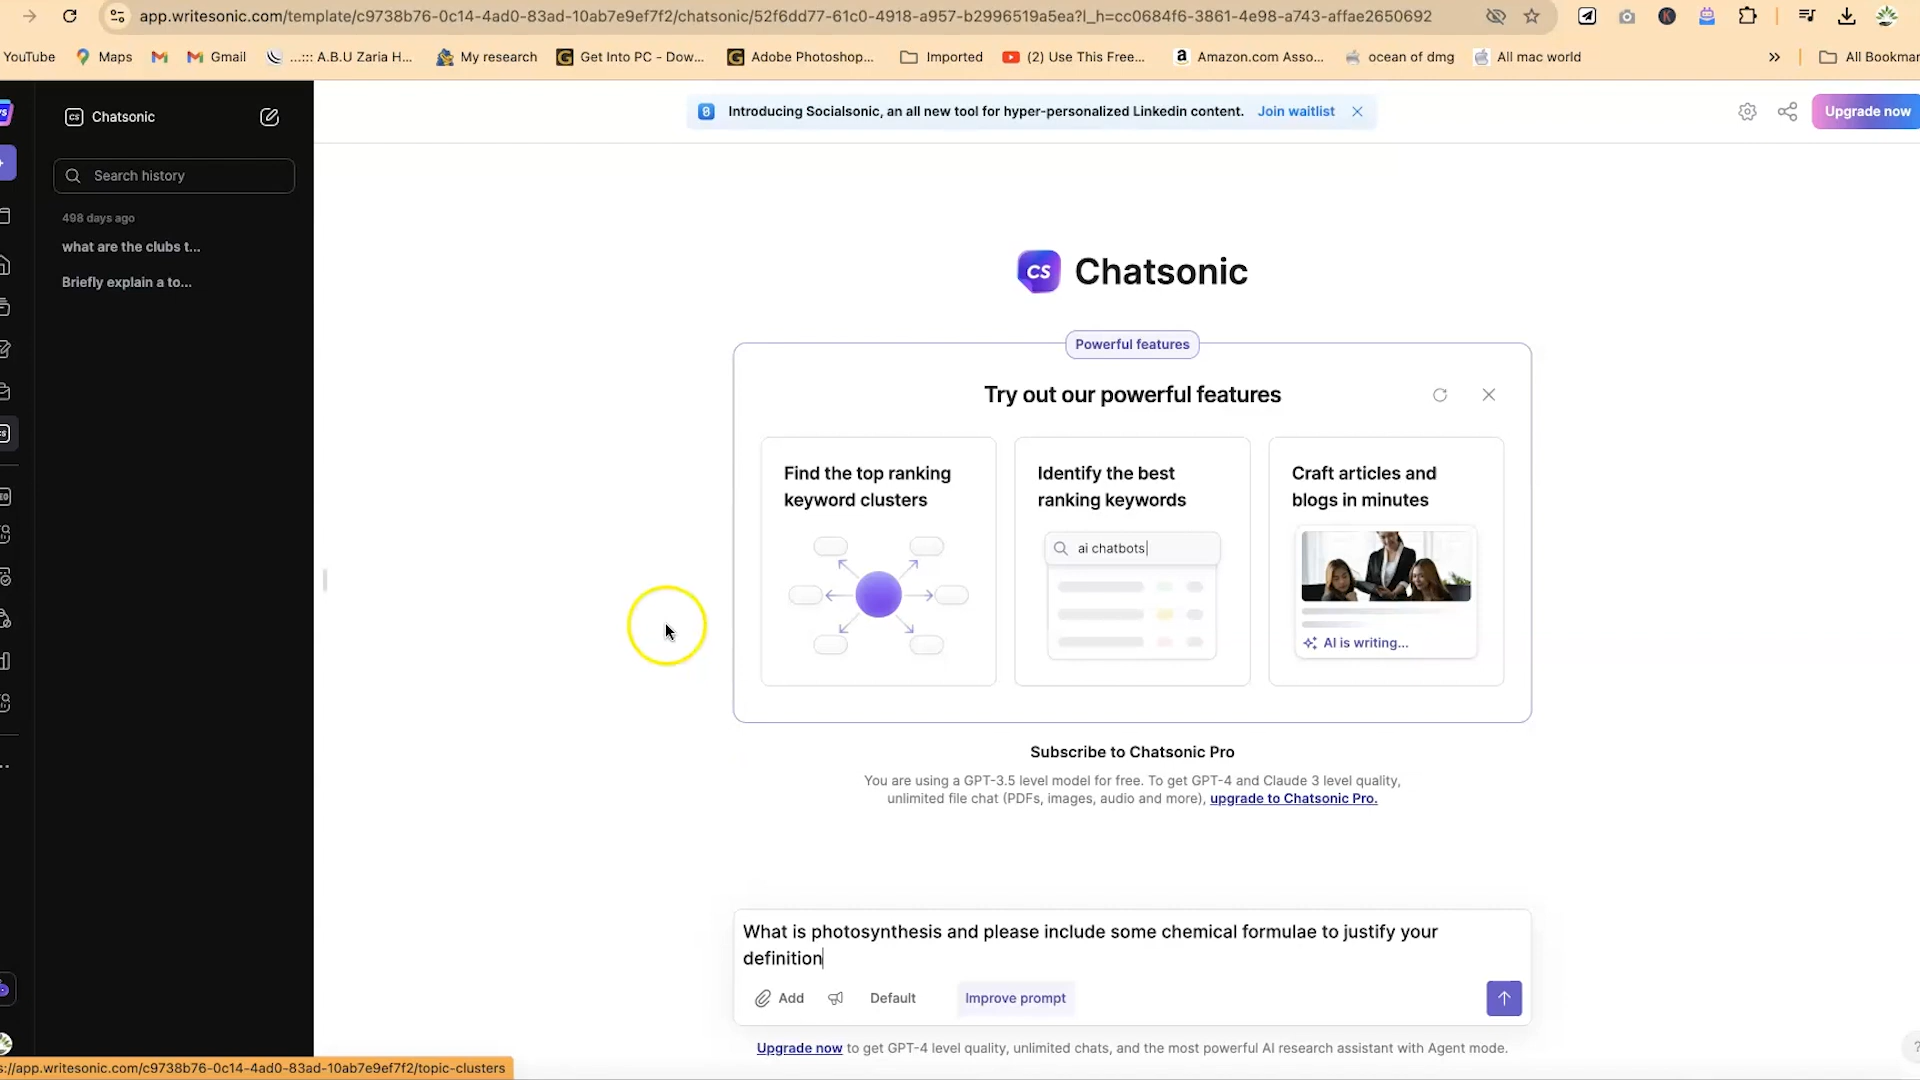 app.writesonic.com/template/c9738b76-0c14-4ad0-83ad-10ab7e9ef7f2/chatsonic/52f6dd77-61c0-4918-a957-b2996519a5ea?l_h=cc0684f6-3861-4e98-a743-affae2650692
YouTube Maps Gmail ...::: A.B.U Zaria H... My research Get Into PC - Dow... Adobe Photoshop... Imported (2) Use This Free... Amazon.com Asso... ocean of dmg All mac world All Bookmar
Chatsonic
Introducing Socialsonic, an all new tool for hyper-personalized Linkedin content. Join waitlist
Upgrade now
Search history
498 days ago
what are the clubs t...
Briefly explain a to...
CS Chatsonic
Powerful features
Try out our powerful features
Find the top ranking
keyword clusters
Identify the best
ranking keywords
ai chatbots
Craft articles and
blogs in minutes
AI is writing...
Subscribe to Chatsonic Pro
You are using a GPT-3.5 level model for free. To get GPT-4 and Claude 3 level quality,
unlimited file chat (PDFs, images, audio and more), upgrade to Chatsonic Pro.
What is photosynthesis and please include some chemical formulae to justify your
definition
Add Default Improve prompt
Upgrade now to get GPT-4 level quality, unlimited chats, and the most powerful AI research assistant with Agent mode.
s://app.writesonic.com/c9738b76-0c14-4ad0-83ad-10ab7e9ef7f2/topic-clusters